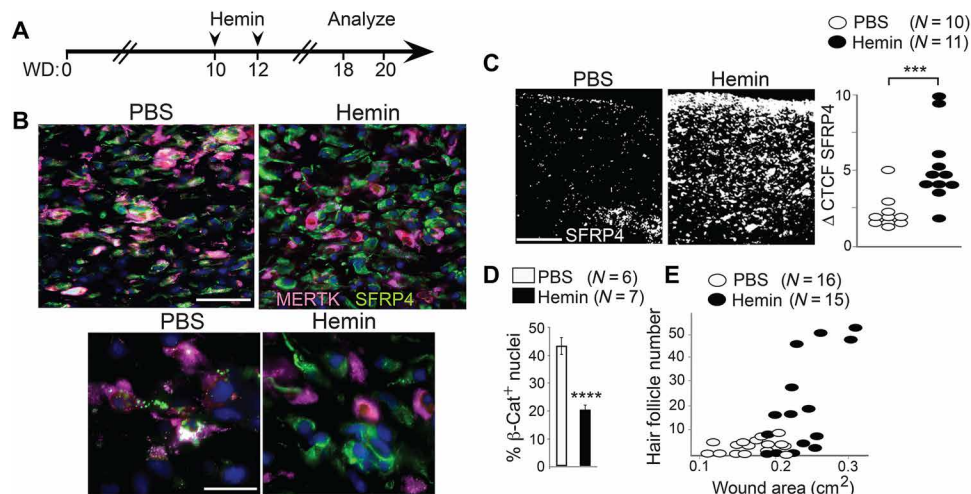 A
Hemin
Analyze
WD:0
10
12
18
20
B
PBS
Hemin
MERTK SFRP4
PBS
Hemin
C
PBS
Hemin
SFRP4
PBS (N = 10)
Hemin (N = 11)
***
Δ CTCF SFRP4
10
5
0
D
PBS (N = 6)
Hemin (N = 7)
% β-Cat+ nuclei
50
40
30
20
10
0
****
E
PBS (N = 16)
Hemin (N = 15)
Hair follicle number
50
40
30
20
10
0.1
0.2
0.3
Wound area (cm²)